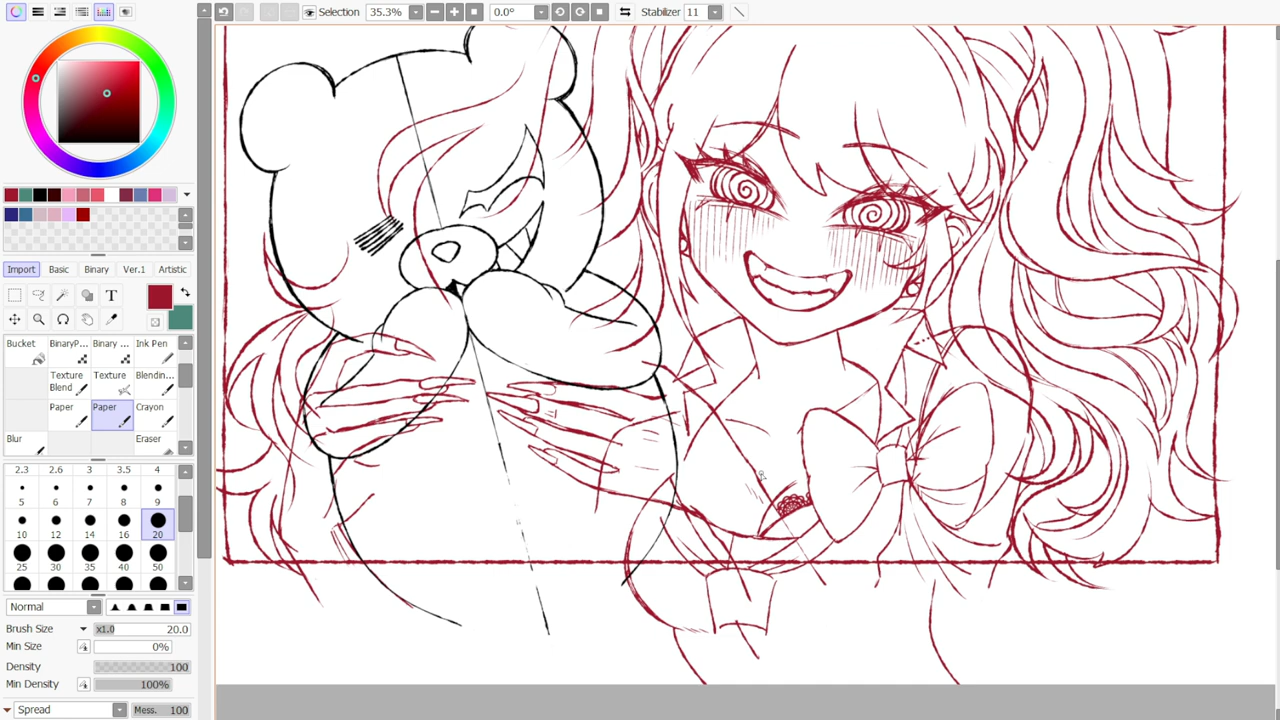 Selection 35.3% 0.0° Stabilizer 11
Import Basic Binary Ver.1 Artistic
T
Bucket BinaryP... Binary Ink Pen
Texture Blend Texture Blendin...
Paper Paper Crayon
Blur Eraser
2.3 2.6 3 3.5 4
5 6 7 8 9
10 12 14 16 20
25 30 35 40 50
Normal
Brush Size x1.0 20.0
Min Size 0%
Density 100
Min Density 100%
Spread Mess. 100